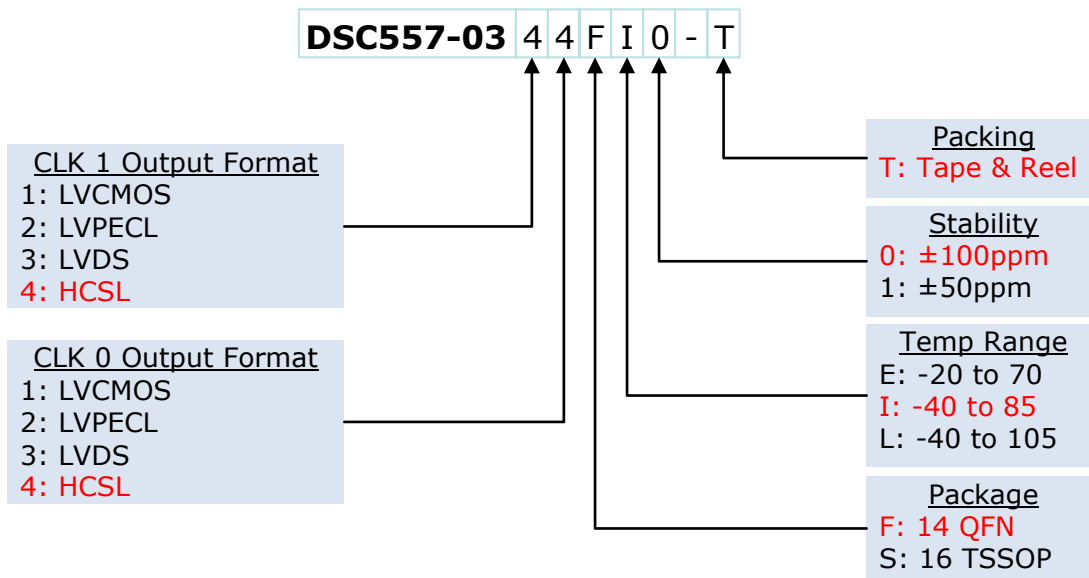 DSC557-03 4 4 F I 0 - T
CLK 1 Output Format
1: LVCMOS
2: LVPECL
3: LVDS
4: HCSL
CLK 0 Output Format
1: LVCMOS
2: LVPECL
3: LVDS
4: HCSL
Packing
T: Tape & Reel
Stability
0: ±100ppm
1: ±50ppm
Temp Range
E: -20 to 70
I: -40 to 85
L: -40 to 105
Package
F: 14 QFN
S: 16 TSSOP